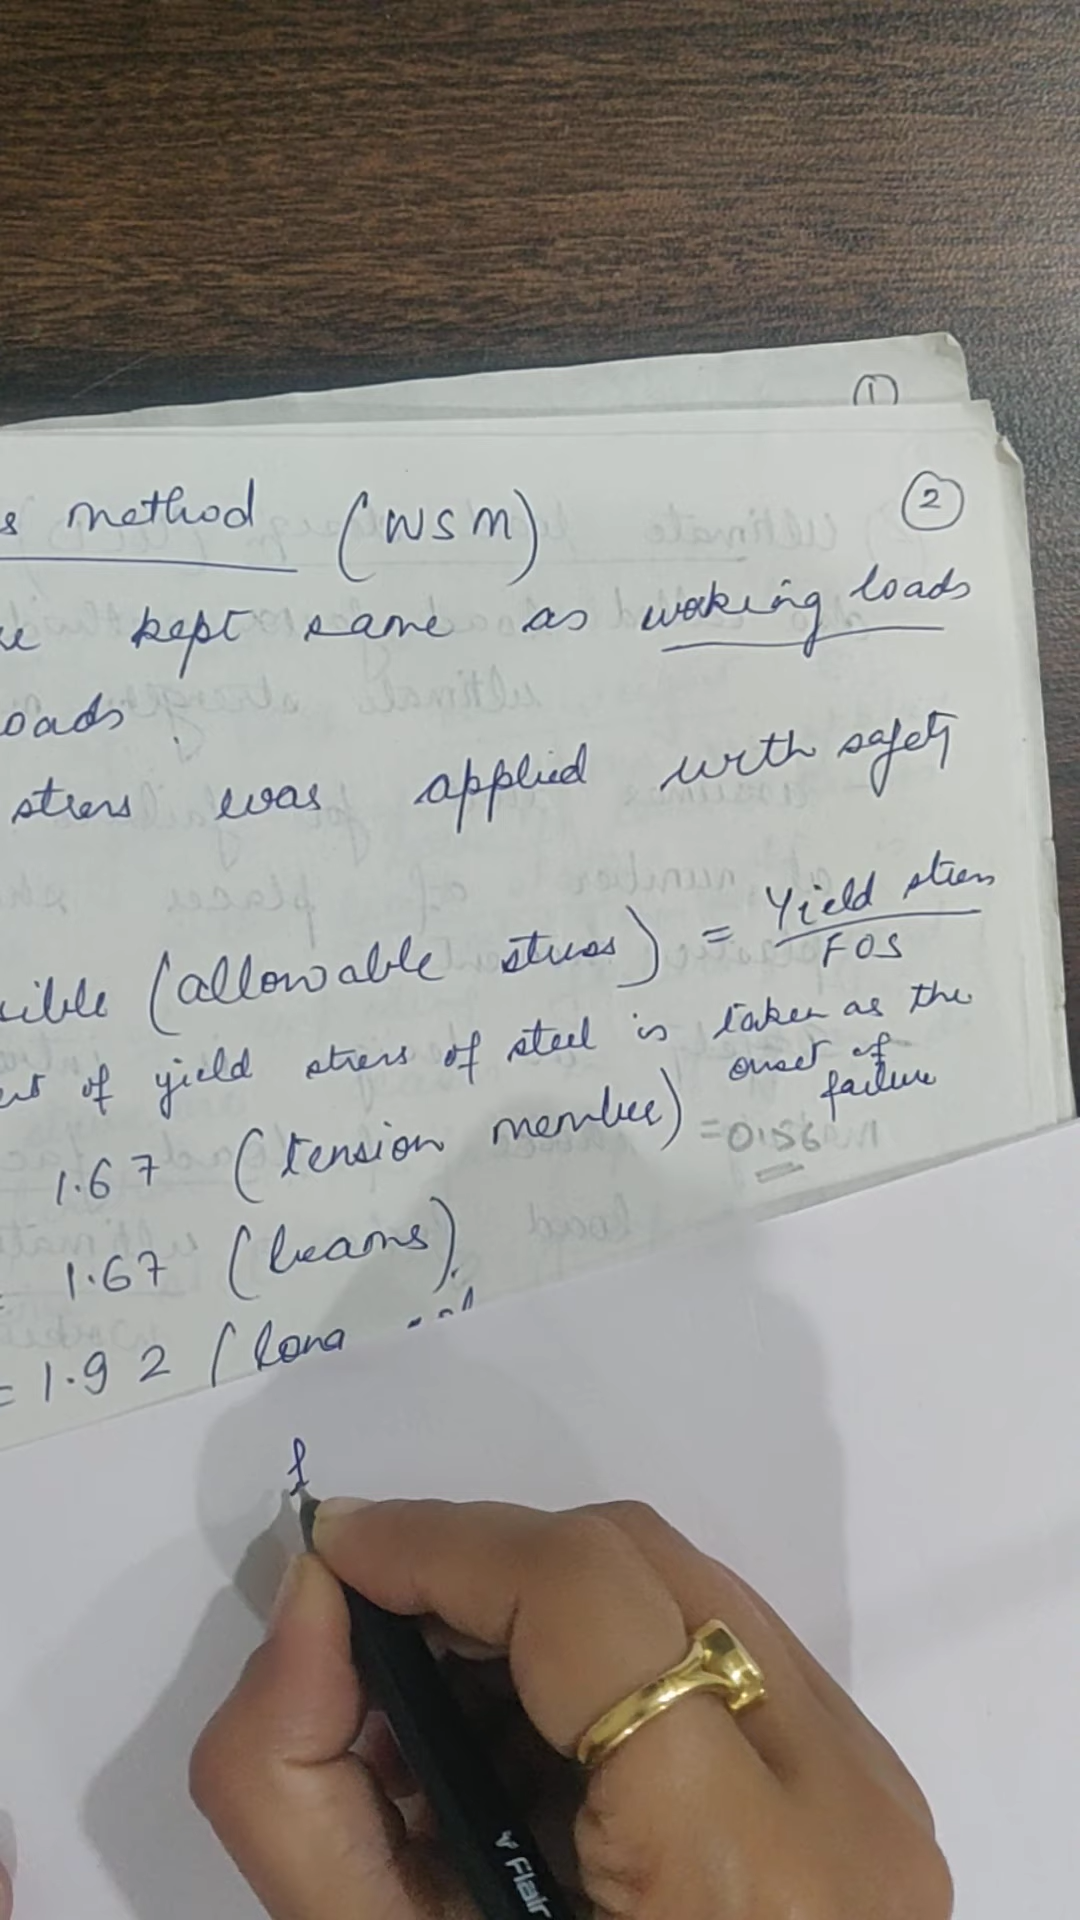 ①
s method (WSM) ②
kept same as working loads
oads
stress was applied with safety
(allowable stress) = Yield stress
FOS
of yield stress of steel is taken as the
onset of
failure
1.67 (tension member) = 0.56
1.67 (beams)
= 1.92 (long
f
Flair